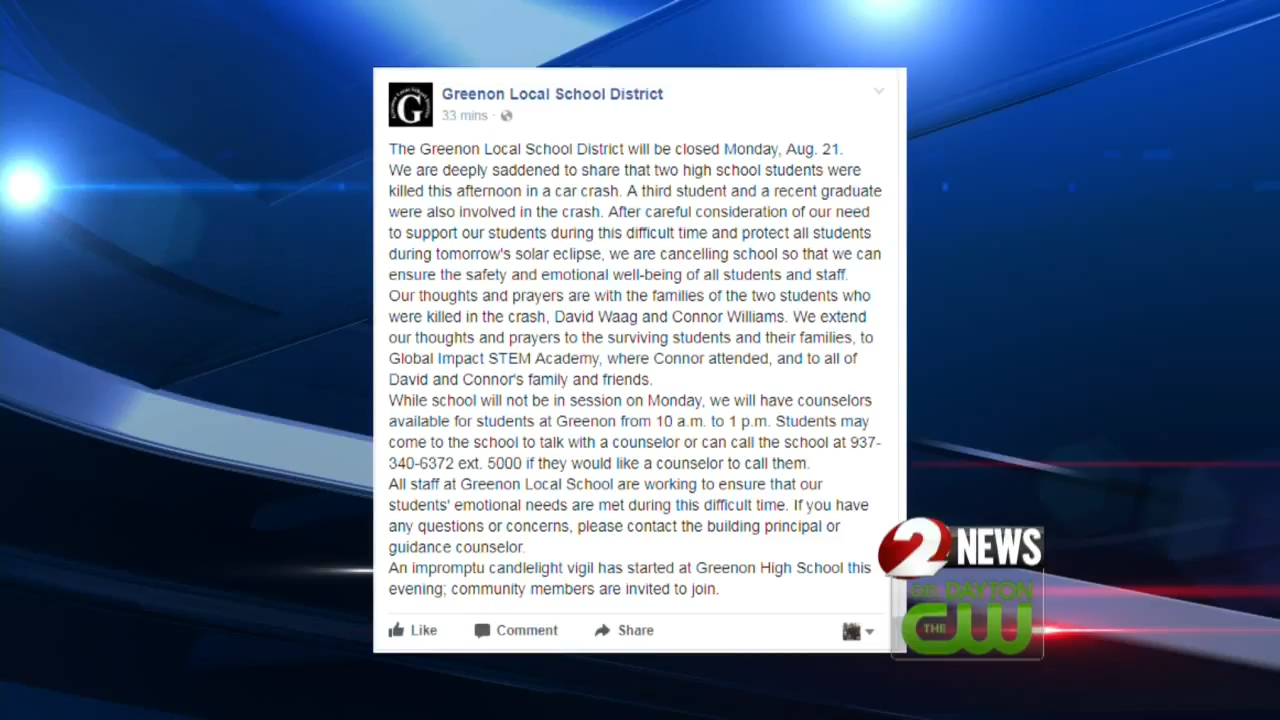 Greenon Local School District
33 mins ·
The Greenon Local School District will be closed Monday, Aug. 21.
We are deeply saddened to share that two high school students were
killed this afternoon in a car crash. A third student and a recent graduate
were also involved in the crash. After careful consideration of our need
to support our students during this difficult time and protect all students
during tomorrow's solar eclipse, we are cancelling school so that we can
ensure the safety and emotional well-being of all students and staff.
Our thoughts and prayers are with the families of the two students who
were killed in the crash, David Waag and Connor Williams. We extend
our thoughts and prayers to the surviving students and their families, to
Global Impact STEM Academy, where Connor attended, and to all of
David and Connor's family and friends.
While school will not be in session on Monday, we will have counselors
available for students at Greenon from 10 a.m. to 1 p.m. Students may
come to the school to talk with a counselor or can call the school at 937-
340-6372 ext. 5000 if they would like a counselor to call them.
All staff at Greenon Local School are working to ensure that our
students' emotional needs are met during this difficult time. If you have
any questions or concerns, please contact the building principal or
guidance counselor.
An impromptu candlelight vigil has started at Greenon High School this
evening; community members are invited to join.
Like Comment Share
G
2 NEWS
ON DAYTON
THE CW